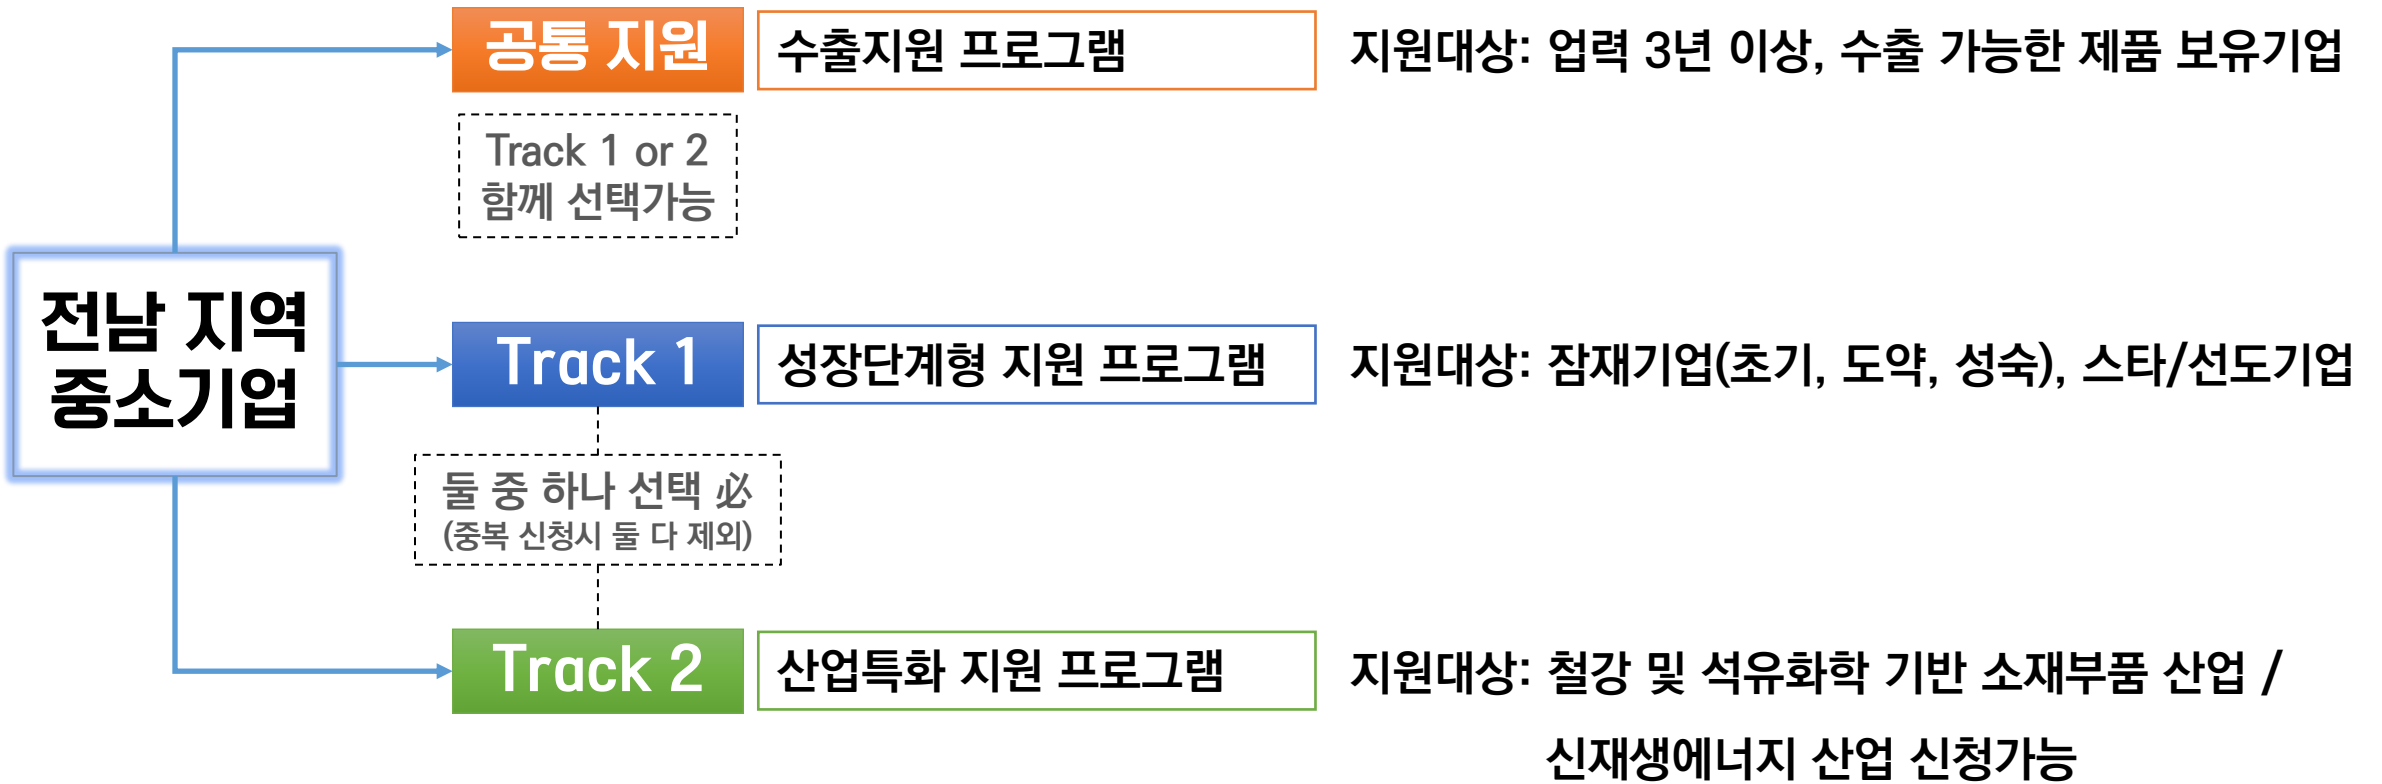 공통 지원
수출지원 프로그램
지원대상: 업력 3년 이상, 수출 가능한 제품 보유기업
Track 1 or 2
함께 선택가능
전남 지역
중소기업
Track 1
성장단계형 지원 프로그램
지원대상: 잠재기업(초기, 도약, 성숙), 스타/선도기업
둘 중 하나 선택 必
(중복 신청시 둘 다 제외)
Track 2
산업특화 지원 프로그램
지원대상: 철강 및 석유화학 기반 소재부품 산업 /
신재생에너지 산업 신청가능